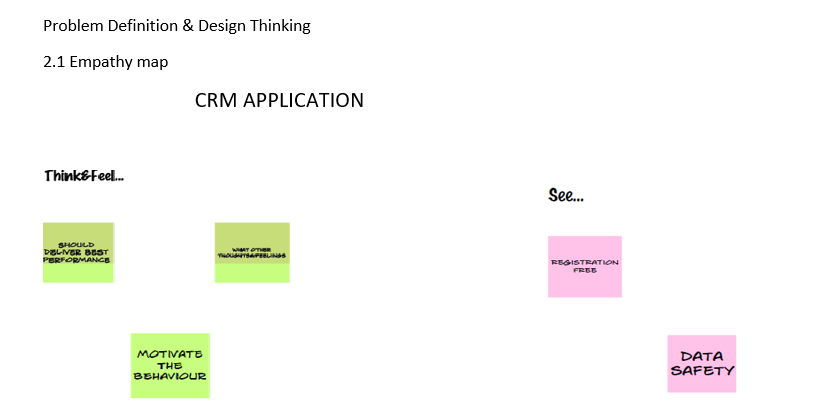 Problem Definition & Design Thinking
2.1 Empathy map
CRM APPLICATION
Think&Feel...
See...
SHOULD
DELIVER BEST
PERFORMANCE
WHAT OTHER
THOUGHTS&FEELINGS
REGISTRATION
FREE
MOTIVATE
THE
BEHAVIOUR
DATA
SAFETY